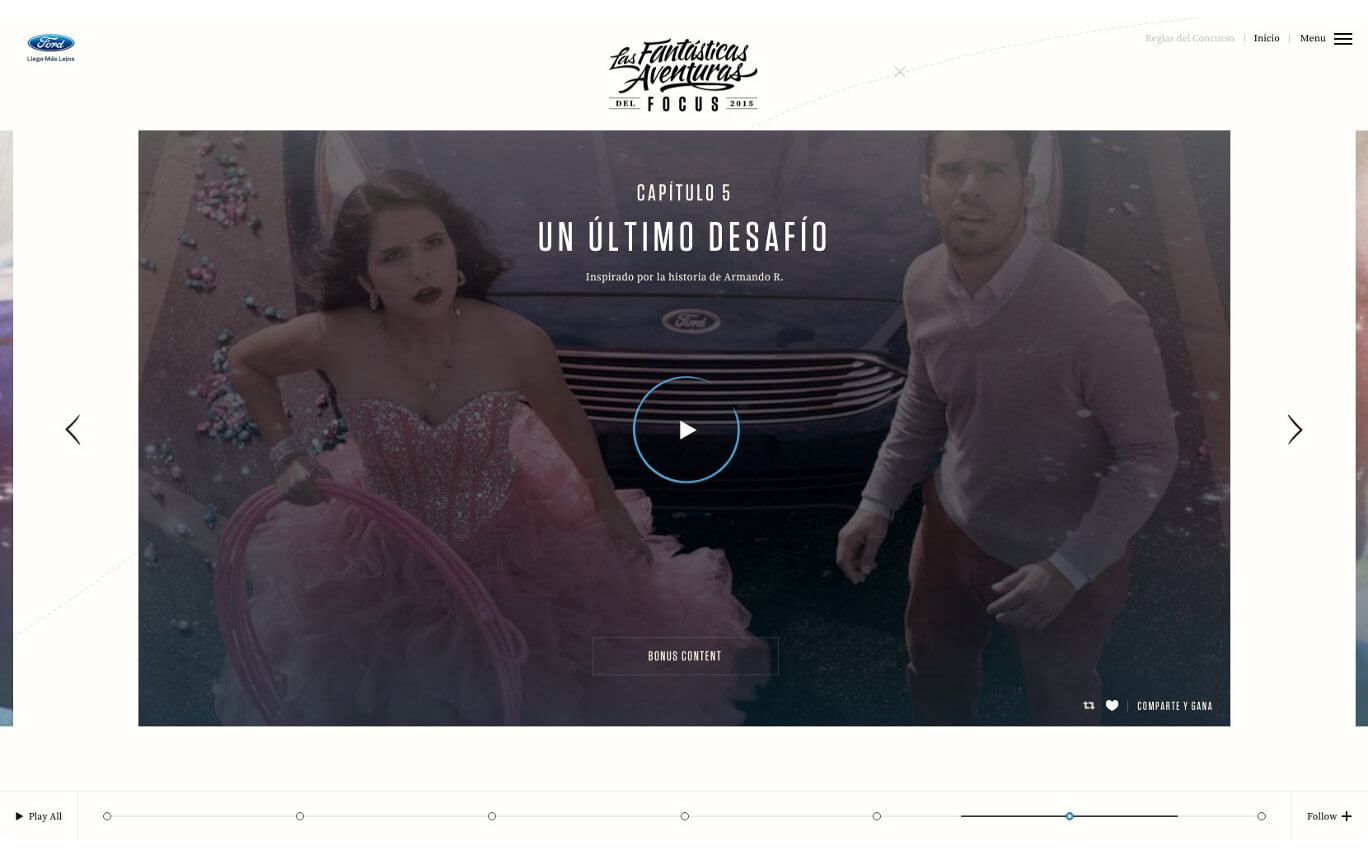 Ford
Llega Más Lejos
Las Fantásticas
Aventuras
DEL FOCUS 2015
Reglas del Concurso
Inicio
Menu
CAPÍTULO 5
UN ÚLTIMO DESAFÍO
Inspirado por la historia de Armando R.
Ford
BONUS CONTENT
COMPARTE Y GANA
Play All
Follow